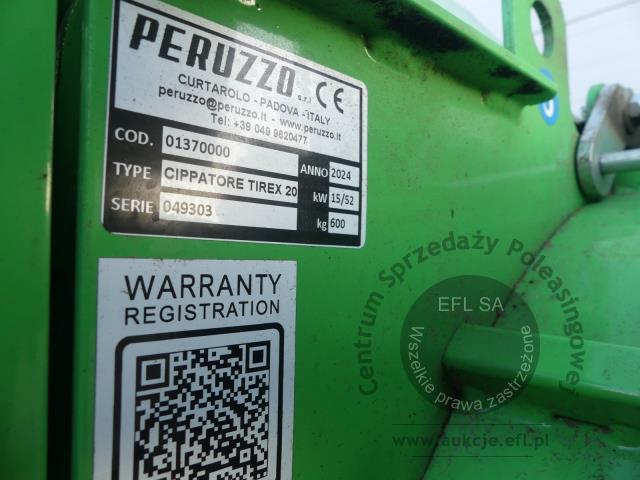 PERUZZO s.r.l CE
CURTAROLO - PADOVA - ITALY
peruzzo@peruzzo.it - www.peruzzo.it
Tel: +39 049 9620477
COD. 01370000 ANNO 2024
TYPE CIPPATORE TIREX 20 kW 15/52
SERIE 049303 kg 600
WARRANTY
REGISTRATION
Centrum Sprzedaży Poleasingowej
EFL SA
Wszelkie prawa zastrzeżone
www.aukcje.efl.pl